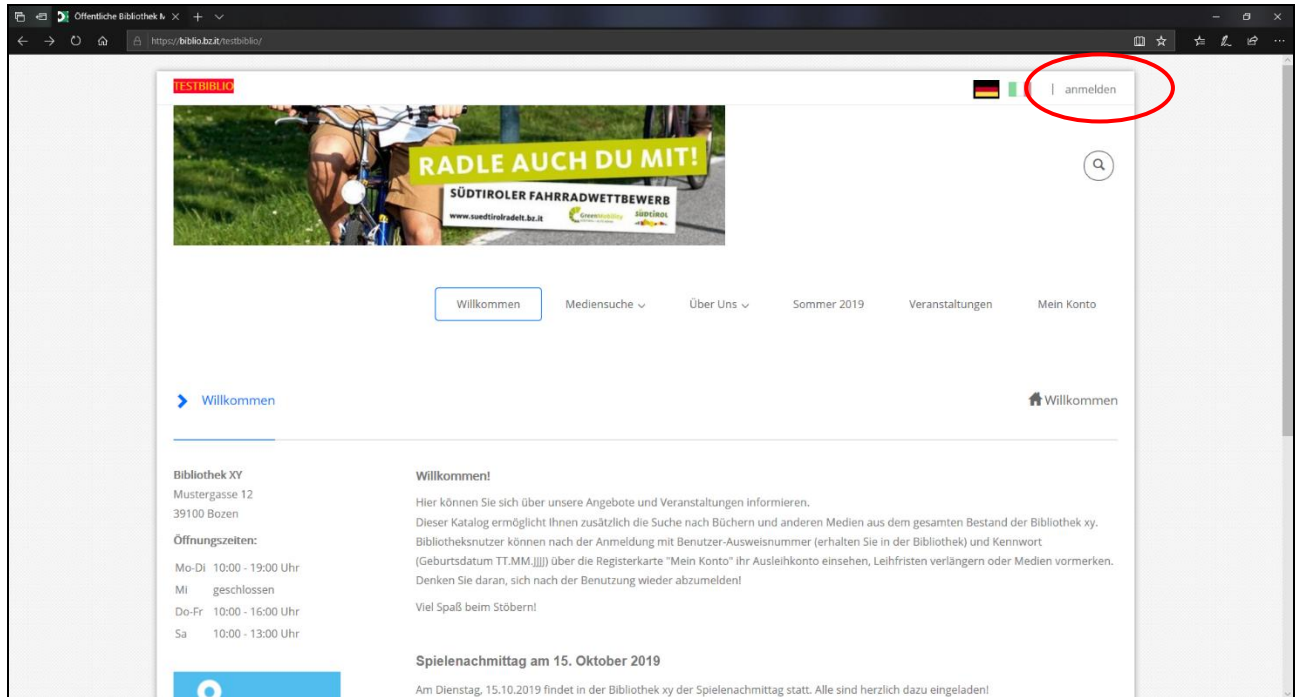 Öffentliche Bibliothek M
https://biblio.bz.it/testbiblio/
TESTBIBLIO
| anmelden
RADLE AUCH DU MIT!
SÜDTIROLER FAHRRADWETTBEWERB
www.suedtirolradelt.bz.it GreenMobility SÜDTIROL
Willkommen Mediensuche Über Uns Sommer 2019 Veranstaltungen Mein Konto
Willkommen
Willkommen
Bibliothek XY
Mustergasse 12
39100 Bozen
Öffnungszeiten:
Mo-Di 10:00 - 19:00 Uhr
Mi geschlossen
Do-Fr 10:00 - 16:00 Uhr
Sa 10:00 - 13:00 Uhr
Willkommen!
Hier können Sie sich über unsere Angebote und Veranstaltungen informieren.
Dieser Katalog ermöglicht Ihnen zusätzlich die Suche nach Büchern und anderen Medien aus dem gesamten Bestand der Bibliothek xy.
Bibliotheksnutzer können nach der Anmeldung mit Benutzer-Ausweisnummer (erhalten Sie in der Bibliothek) und Kennwort
(Geburtsdatum TT.MM.JJJJ) über die Registerkarte "Mein Konto" ihr Ausleihkonto einsehen, Leihfristen verlängern oder Medien vormerken.
Denken Sie daran, sich nach der Benutzung wieder abzumelden!
Viel Spaß beim Stöbern!
Spielenachmittag am 15. Oktober 2019
Am Dienstag, 15.10.2019 findet in der Bibliothek xy der Spielenachmittag statt. Alle sind herzlich dazu eingeladen!